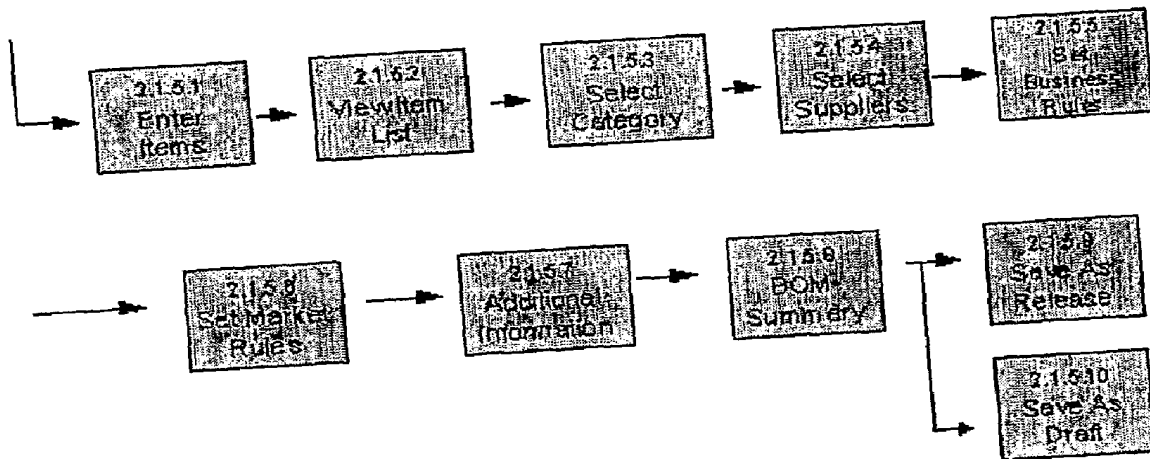 2.1.5.1
Enter
Items
2.1.5.2
View Item
List
2.1.5.3
Select
Category
2.1.5.4
Select
Suppliers
2.1.5.5
Set
Business
Rules
2.1.5.6
Set Market
Rules
2.1.5.7
Additional
Information
2.1.5.8
BOM
Summary
2.1.5.9
Save As
Release
2.1.5.10
Save As
Draft